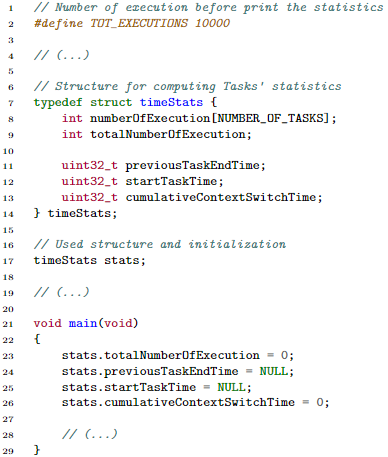 1 // Number of execution before print the statistics
2 #define TOT_EXECUTIONS 10000
3
4 // (...)
5
6 // Structure for computing Tasks' statistics
7 typedef struct timeStats {
8     int numberOfExecution[NUMBER_OF_TASKS];
9     int totalNumberOfExecution;
10
11     uint32_t previousTaskEndTime;
12     uint32_t startTaskTime;
13     uint32_t cumulativeContextSwitchTime;
14 } timeStats;
15
16 // Used structure and initialization
17 timeStats stats;
18
19 // (...)
20
21 void main(void)
22 {
23     stats.totalNumberOfExecution = 0;
24     stats.previousTaskEndTime = NULL;
25     stats.startTaskTime = NULL;
26     stats.cumulativeContextSwitchTime = 0;
27
28     // (...)
29 }